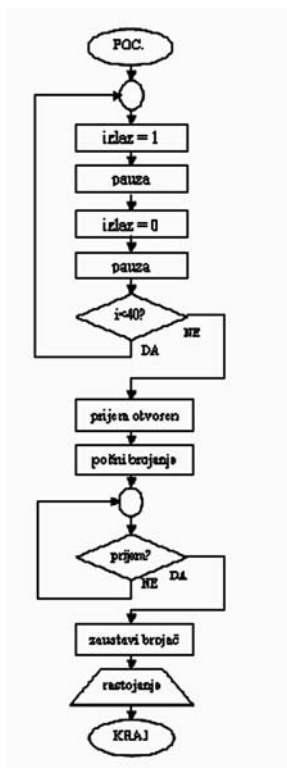 POC.
izlaz = 1
pauza
izlaz = 0
pauza
i<40?
NE
DA
prijem otvoren
počni brojanje
prijem?
DA
NE
zaustavi brojač
rastojanje
KRAJ